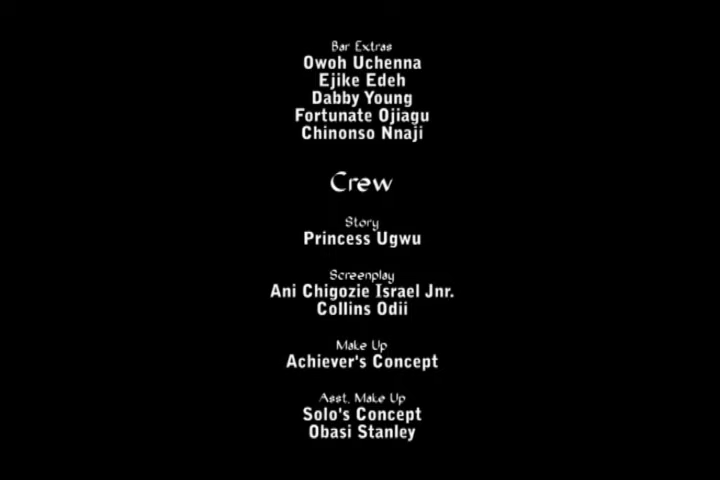 Bar Extras
Owoh Uchenna
Ejike Edeh
Dabby Young
Fortunate Ojiagu
Chinonso Nnaji
Crew
Story
Princess Ugwu
Screenplay
Ani Chigozie Israel Jnr.
Collins Odii
Make Up
Achiever's Concept
Asst. Make Up
Solo's Concept
Obasi Stanley